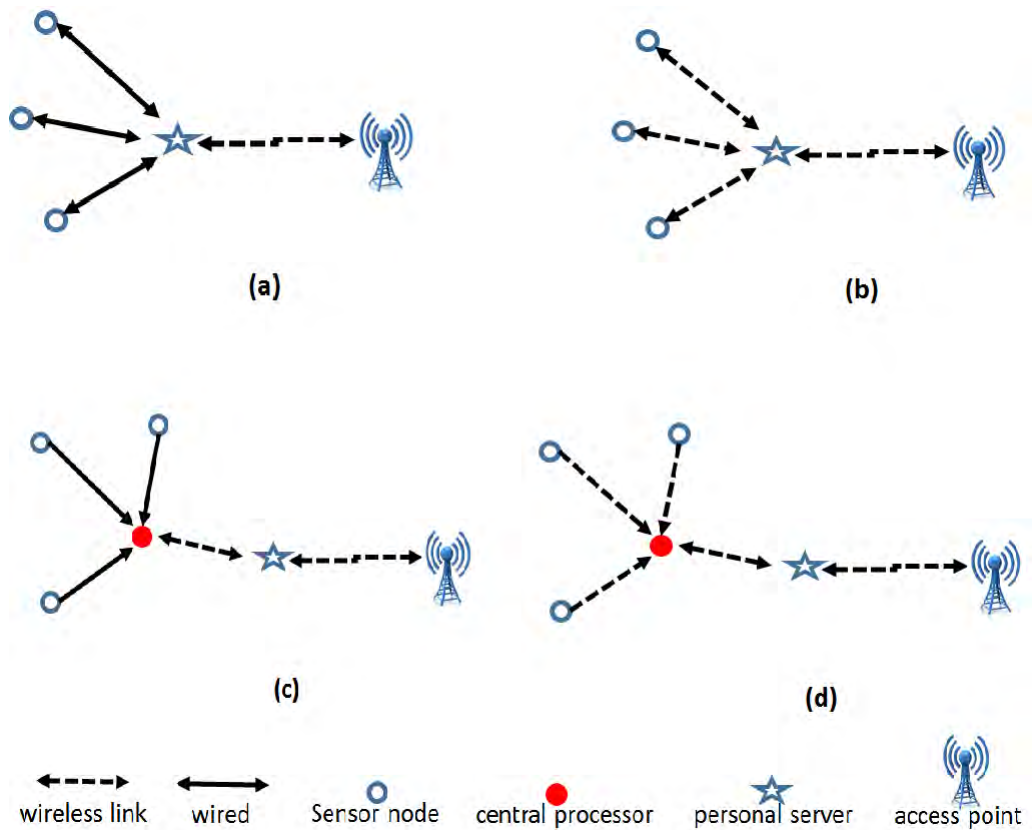 (a)
(b)
(c)
(d)
wireless link
wired
Sensor node
central processor
personal server
access point